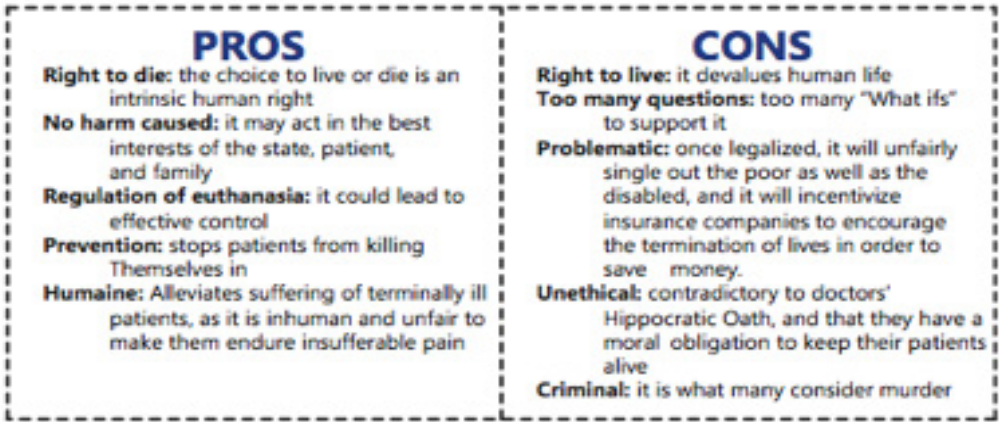 PROS
Right to die: the choice to live or die is an
intrinsic human right
No harm caused: it may act in the best
interests of the state, patient,
and family
Regulation of euthanasia: it could lead to
effective control
Prevention: stops patients from killing
Themselves in
Humaine: Alleviates suffering of terminally ill
patients, as it is inhuman and unfair to
make them endure insufferable pain
CONS
Right to live: it devalues human life
Too many questions: too many “What ifs”
to support it
Problematic: once legalized, it will unfairly
single out the poor as well as the
disabled, and it will incentivize
insurance companies to encourage
the termination of lives in order to
save money.
Unethical: contradictory to doctors’
Hippocratic Oath, and that they have a
moral obligation to keep their patients
alive
Criminal: it is what many consider murder